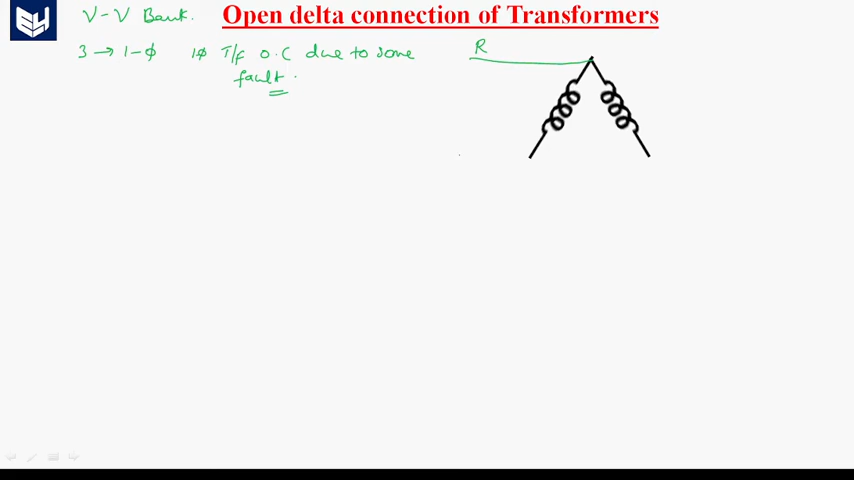 Open delta connection of Transformers
V-V Bank.
3 → 1-ϕ 1ϕ T/f O.C due to some
fault.
R